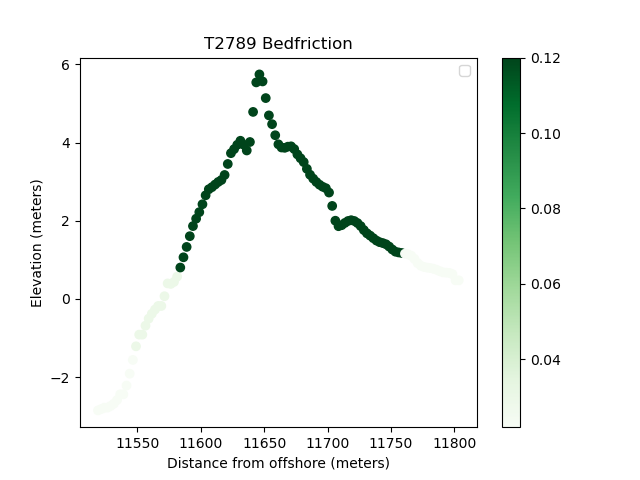 T2789 Bedfriction
6
4
2
0
−2
Elevation (meters)
11550 11600 11650 11700 11750 11800
Distance from offshore (meters)
0.12
0.10
0.08
0.06
0.04